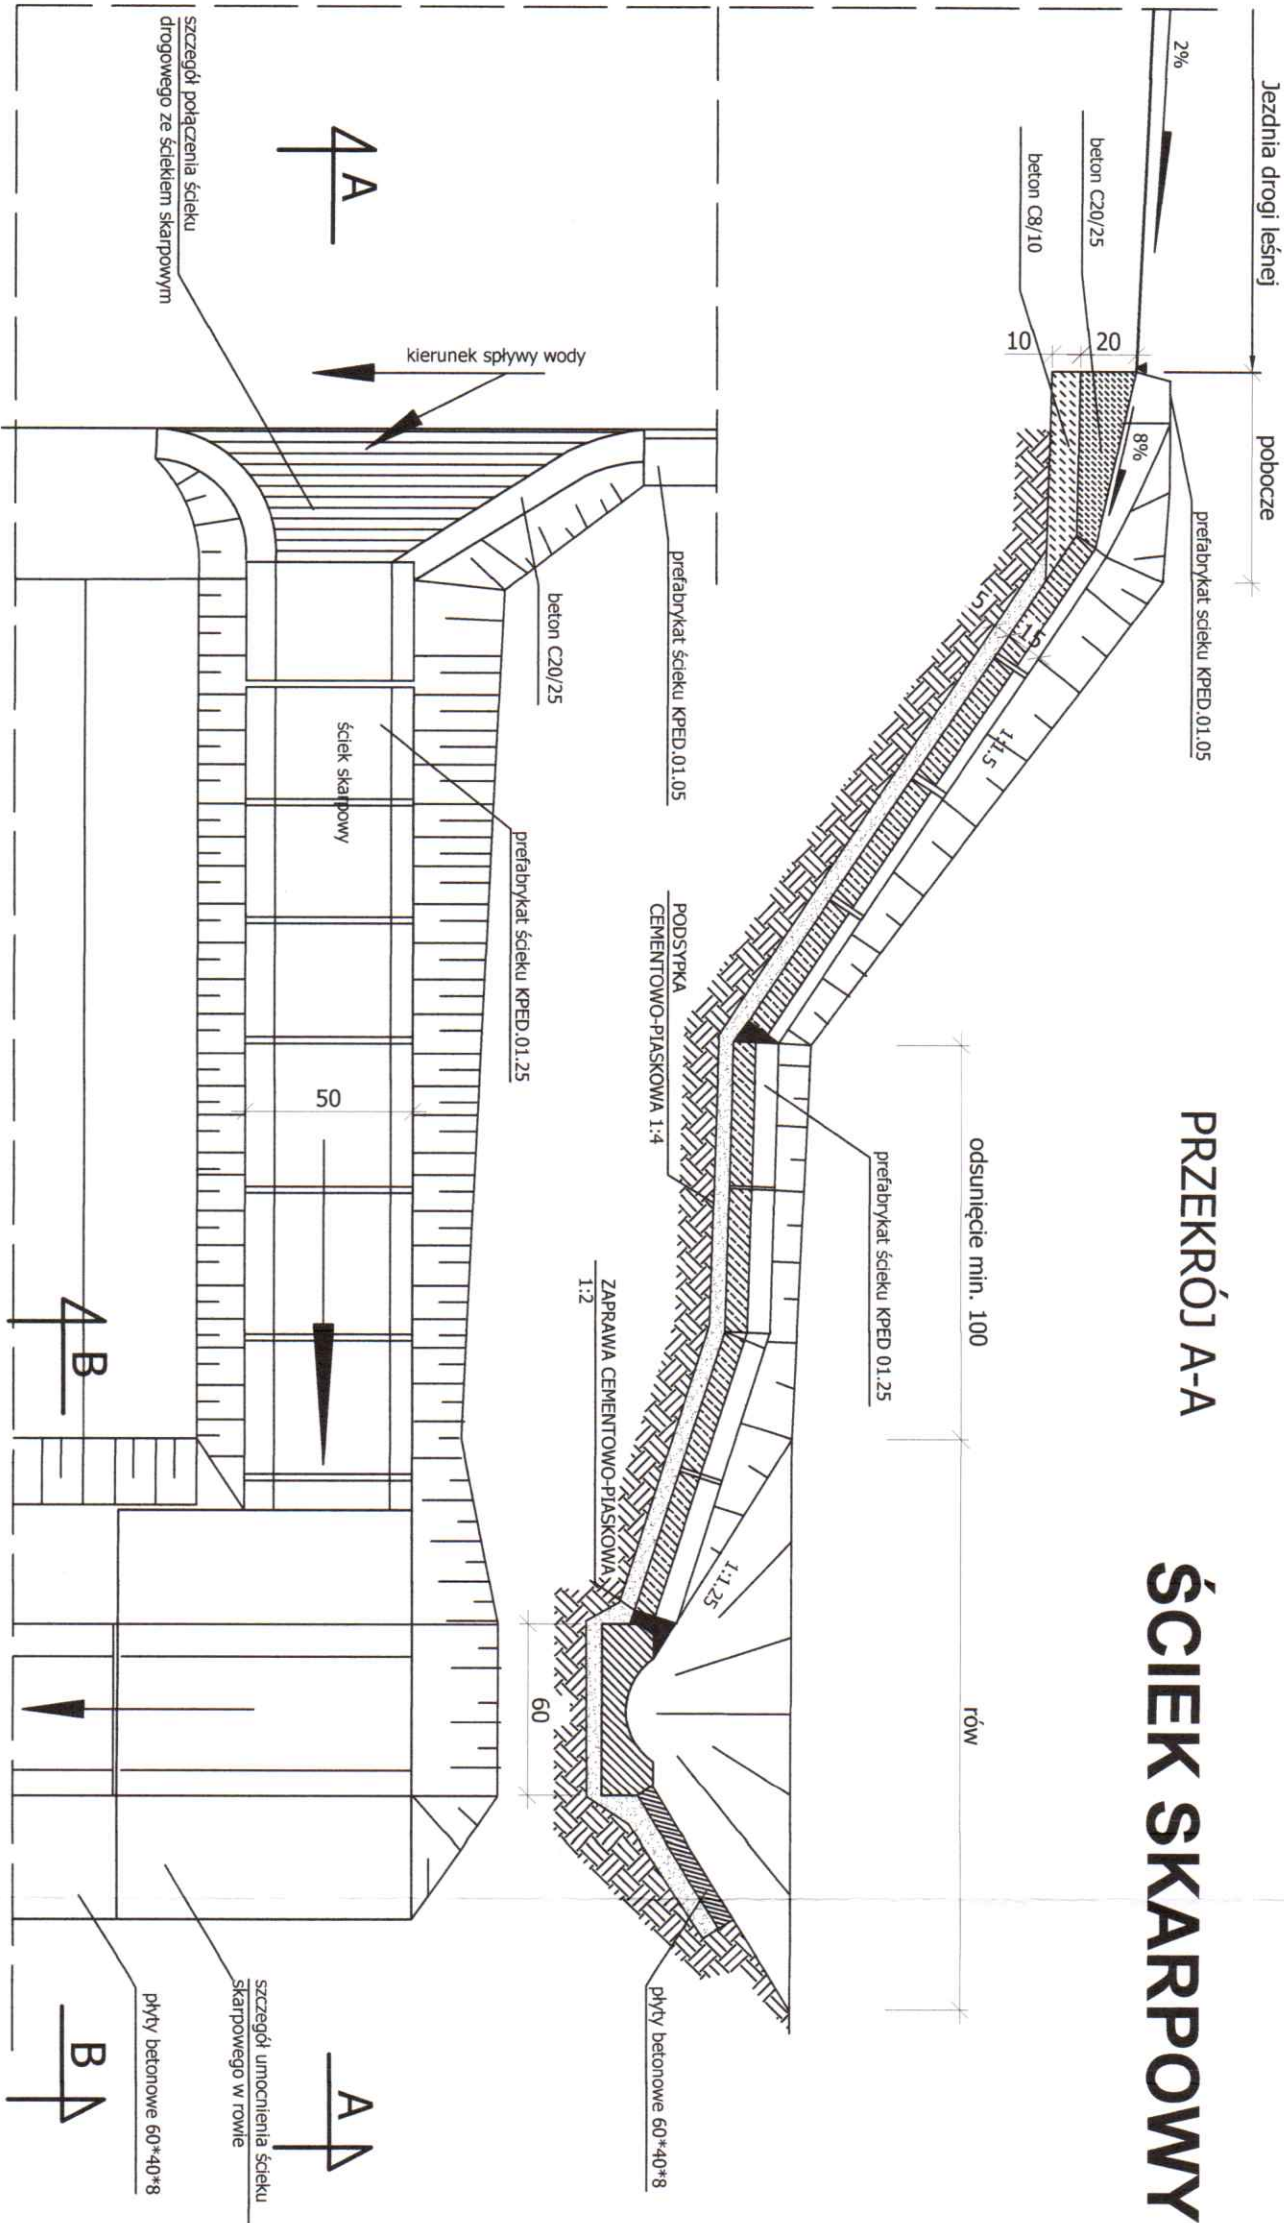 ŚCIEK SKARPOWY
PRZEKRÓJ A-A
Jezdnia drogi leśnej
pobocze
2%
beton C20/25
beton C8/10
10
20
8%
prefabrykat scieku KPED.01.05
5
15
1:1.5
odsunięcie min. 100
rów
prefabrykat ścieku KPED 01.25
PODSYPKA
CEMENTOWO-PIASKOWA 1:4
ZAPRAWA CEMENTOWO-PIASKOWA
1:2
1:1.25
60
płyty betonowe 60*40*8
A
szczegół połączenia ścieku
drogowego ze ściekiem skarpowym
kierunek spływy wody
prefabrykat ścieku KPED.01.05
beton C20/25
ściek skarpowy
prefabrykat ścieku KPED.01.25
50
B
A
szczegół umocnienia ścieku
skarpowego w rowie
płyty betonowe 60*40*8
B